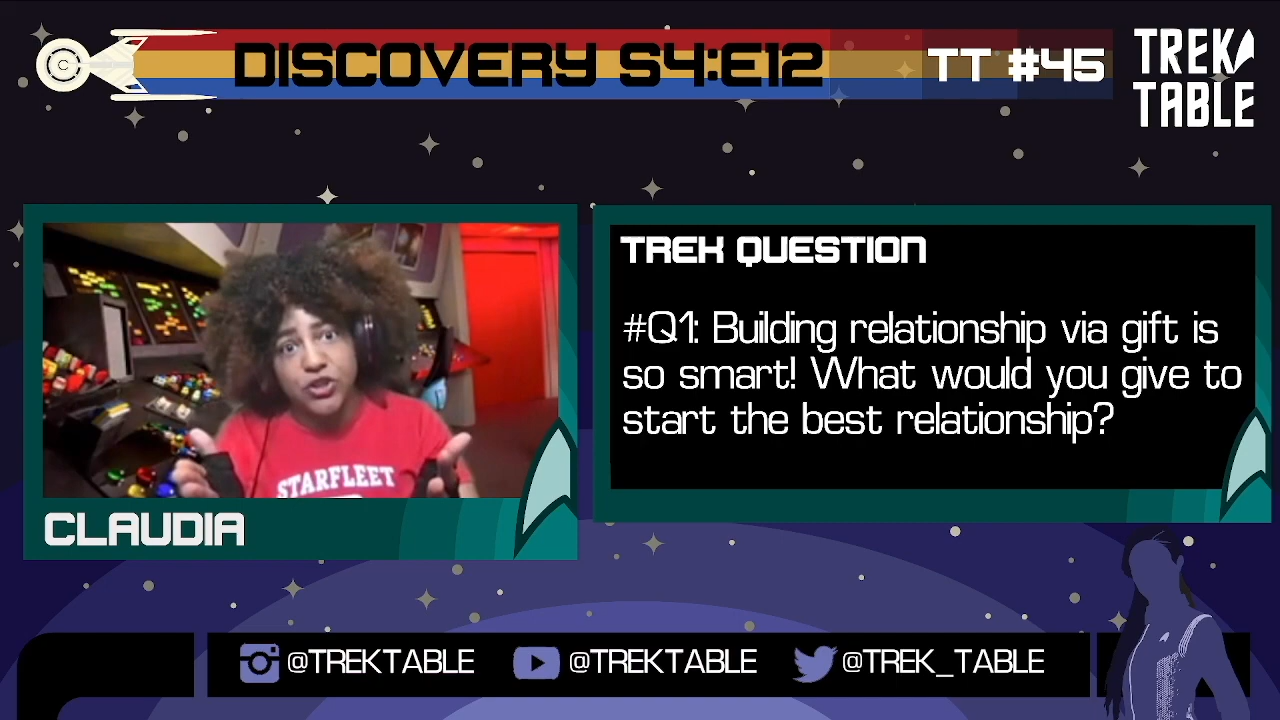 DISCOVERY S4:E12
TT #45
TREK
TABLE
TREK QUESTION
#Q1: Building relationship via gift is
so smart! What would you give to
start the best relationship?
STARFLEET
CLAUDIA
@TREKTABLE
@TREKTABLE
@TREK_TABLE